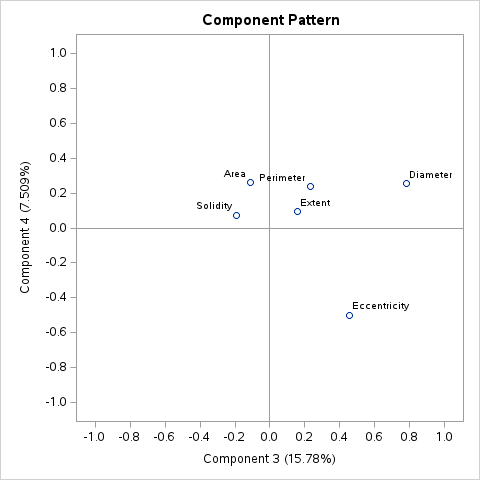 Component Pattern
1.0
0.8
0.6
0.4
0.2
0.0
-0.2
-0.4
-0.6
-0.8
-1.0
Component 4 (7.509%)
Area
Perimeter
Diameter
Solidity
Extent
Eccentricity
-1.0 -0.8 -0.6 -0.4 -0.2 0.0 0.2 0.4 0.6 0.8 1.0
Component 3 (15.78%)